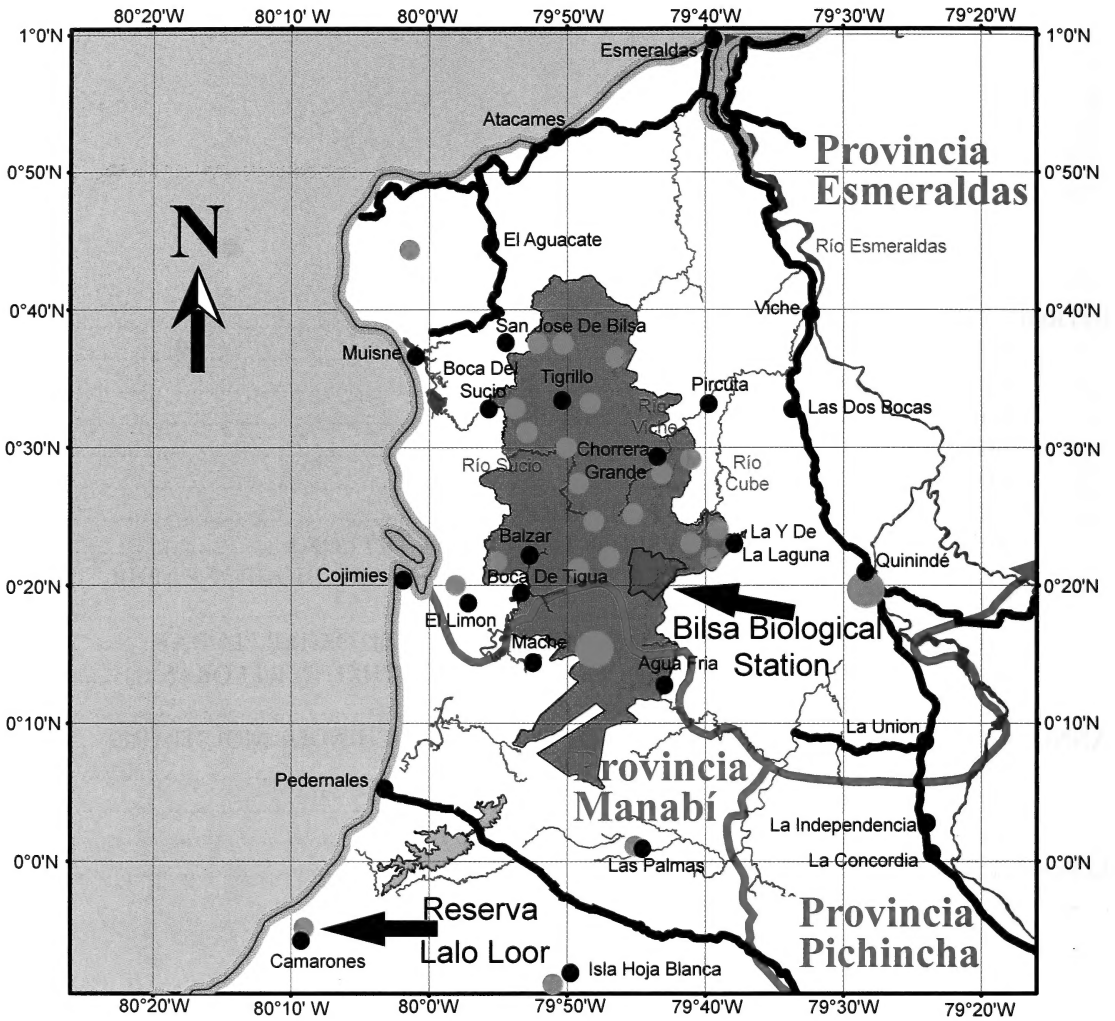 80°20'W 80°10'W 80°00'W 79°50'W 79°40'W 79°30'W 79°20'W
1°0'N 1°0'N
Esmeraldas
Atacames
Provincia
Esmeraldas
0°50'N 0°50'N
N
El Aguacate
Río Esmeraldas
0°40'N 0°40'N
Viche
San Jose De Bilsa
Muisne
Boca Del
Sucio
Tigrillo
Pircuta
Río
Viche
Las Dos Bocas
0°30'N 0°30'N
Chorrera
Grande
Río Sucio
Río
Cube
La Y De
La Laguna
Balzar
Quinindé
Cojimies
Boca De Tigua
0°20'N 0°20'N
El Limon
Bilsa Biological
Station
Mache
Agua Fria
0°10'N 0°10'N
La Union
rovincia
Manabí
Pedernales
La Independencia
0°0'N 0°0'N
Las Palmas
La Concordia
Reserva
Lalo Loor
Provincia
Pichincha
Camarones
Isla Hoja Blanca
80°20'W 80°10'W 80°00'W 79°50'W 79°40'W 79°30'W 79°20'W